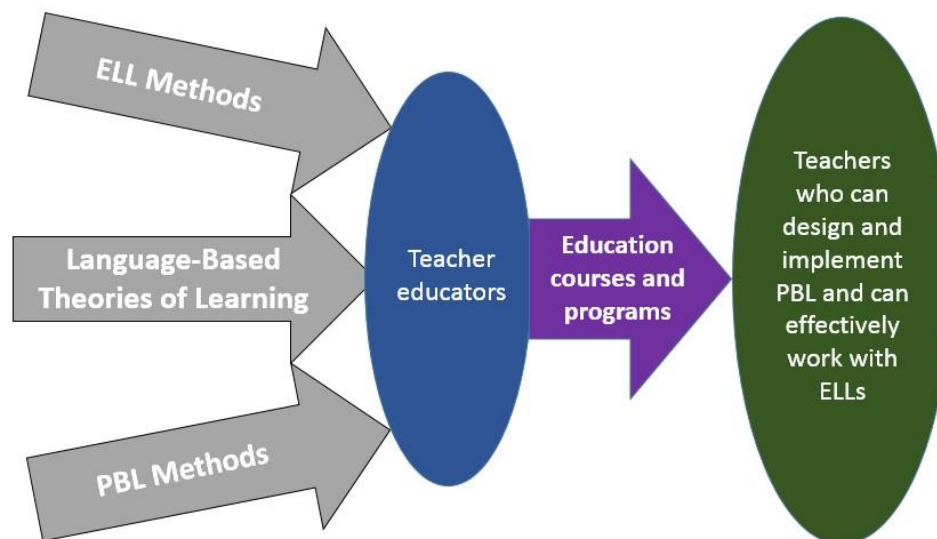 ELL Methods
Language-Based
Theories of Learning
PBL Methods
Teacher
educators
Education
courses and
programs
Teachers
who can
design and
implement
PBL and can
effectively
work with
ELLs